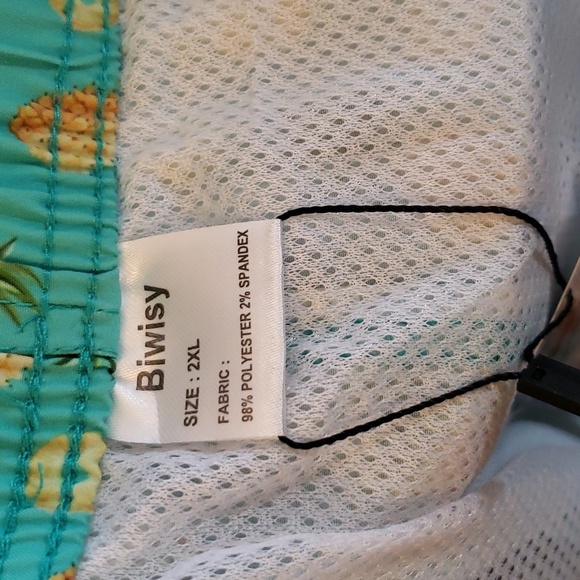 Biwisy
SIZE : 2XL
FABRIC :
98% POLYESTER 2% SPANDEX